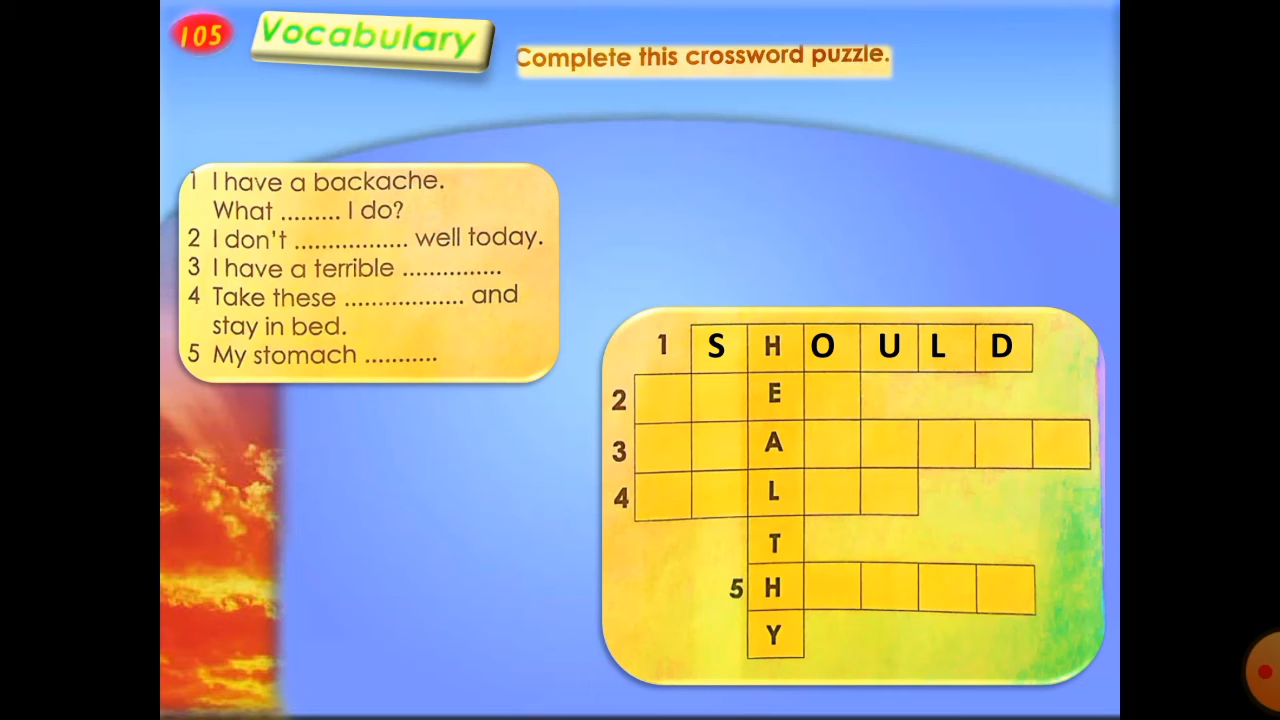 105 Vocabulary Complete this crossword puzzle.
1 I have a backache.
What ......... I do?
2 I don't ................. well today.
3 I have a terrible ...............
4 Take these .................. and
stay in bed.
5 My stomach ...........
1 S H O U L D
2 E
3 A
4 L
T
5 H
Y